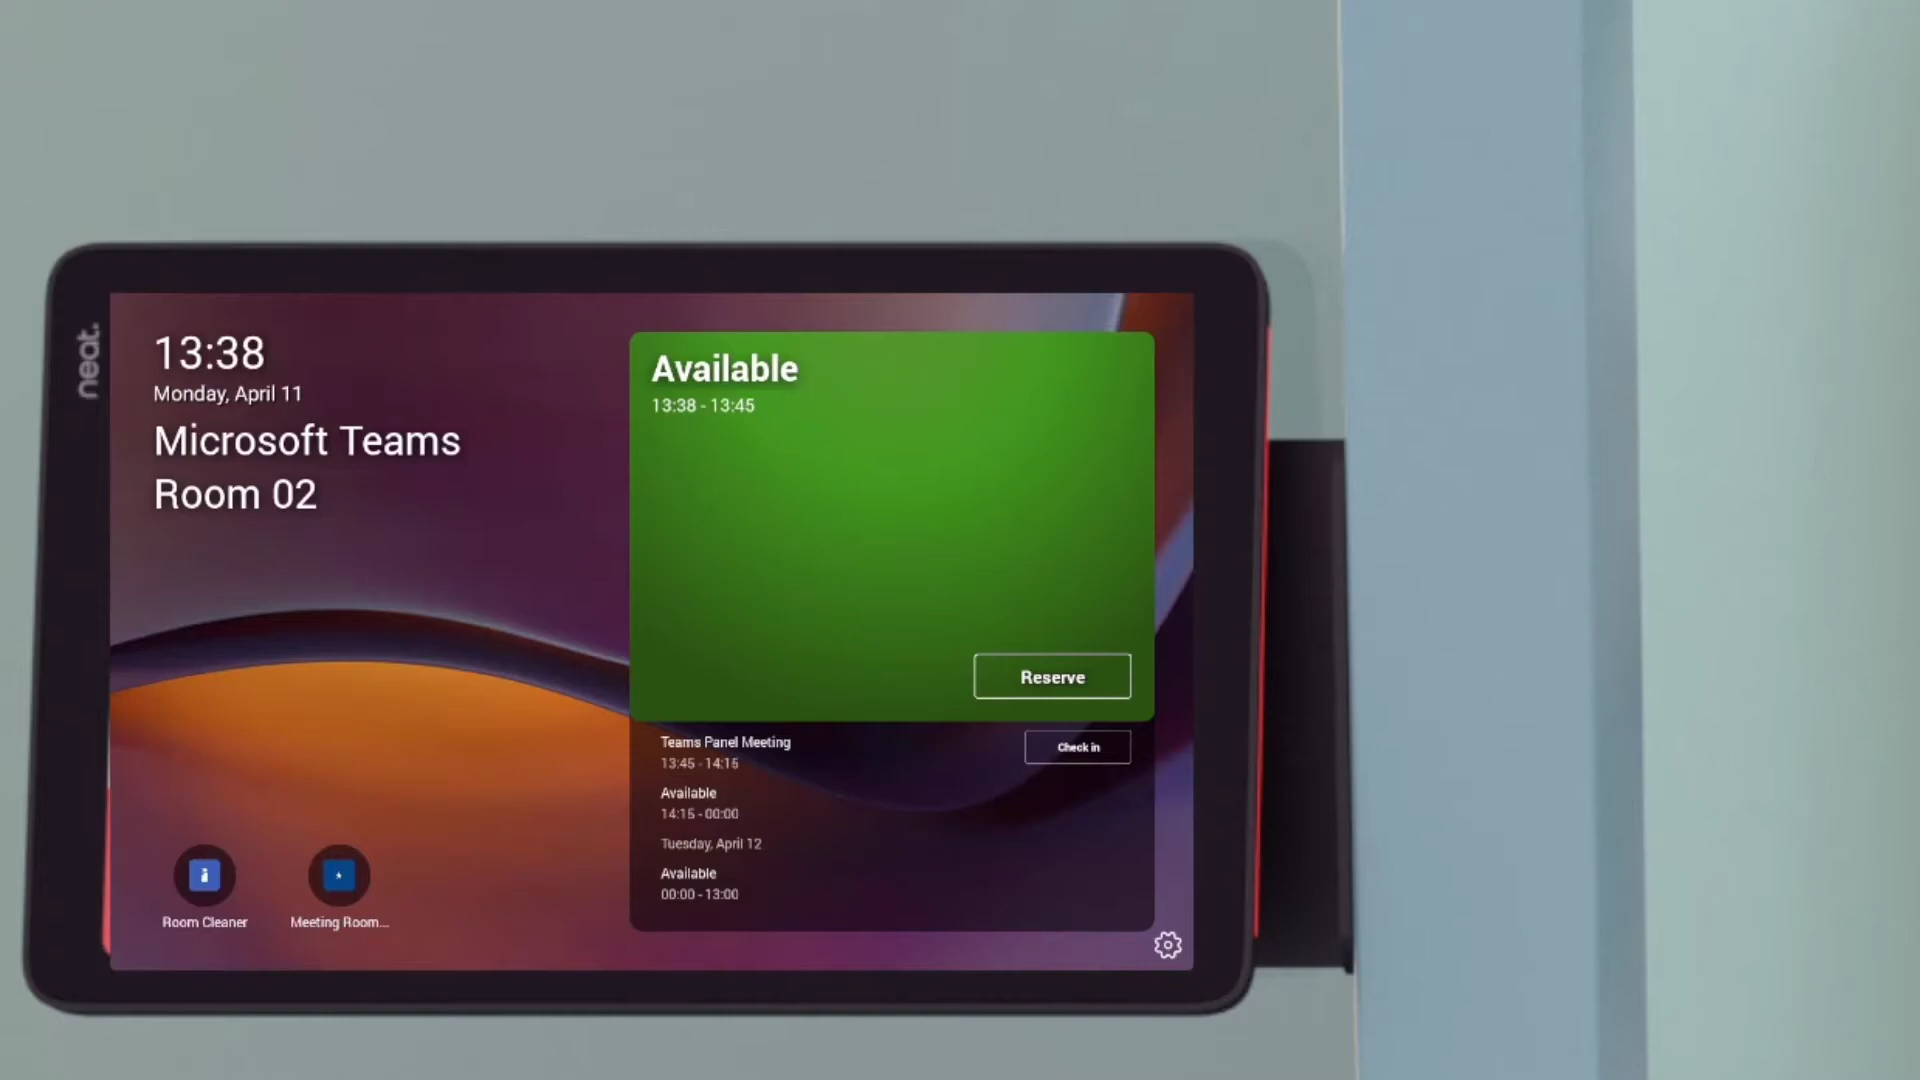 neat.
13:38
Monday, April 11
Microsoft Teams
Room 02
Available
13:38 - 13:45
Reserve
Teams Panel Meeting
13:45 - 14:15
Check in
Available
14:15 - 00:00
Tuesday, April 12
Available
00:00 - 13:00
Room Cleaner
Meeting Room...